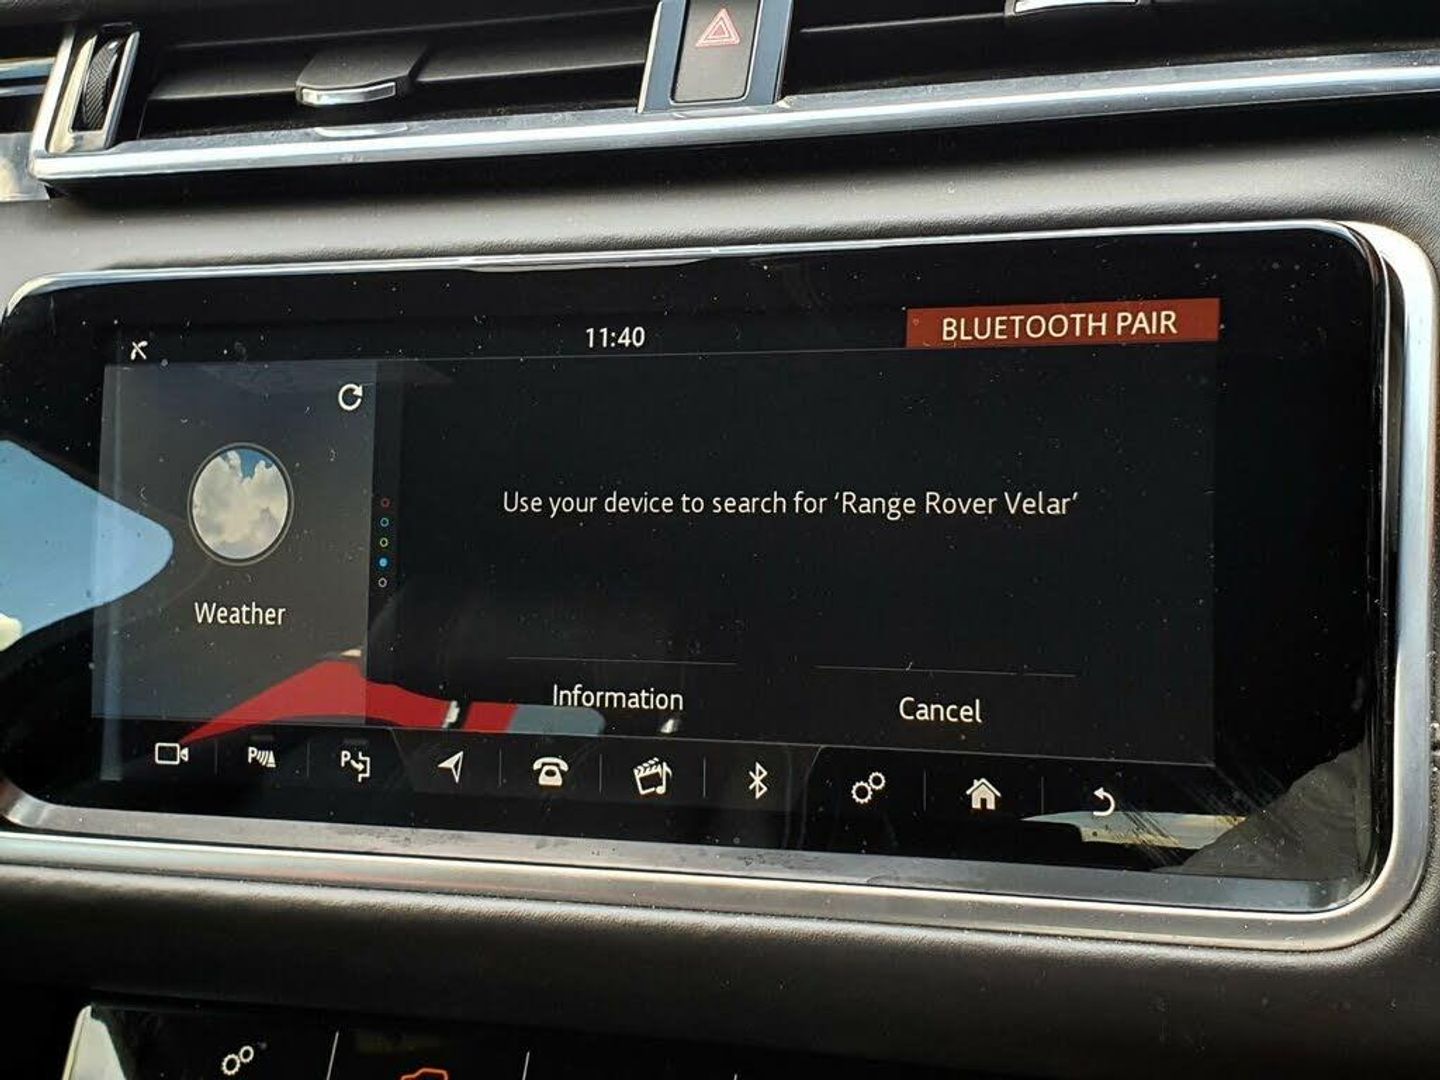 11:40
BLUETOOTH PAIR
Use your device to search for ‘Range Rover Velar’
Weather
Information
Cancel
P
P